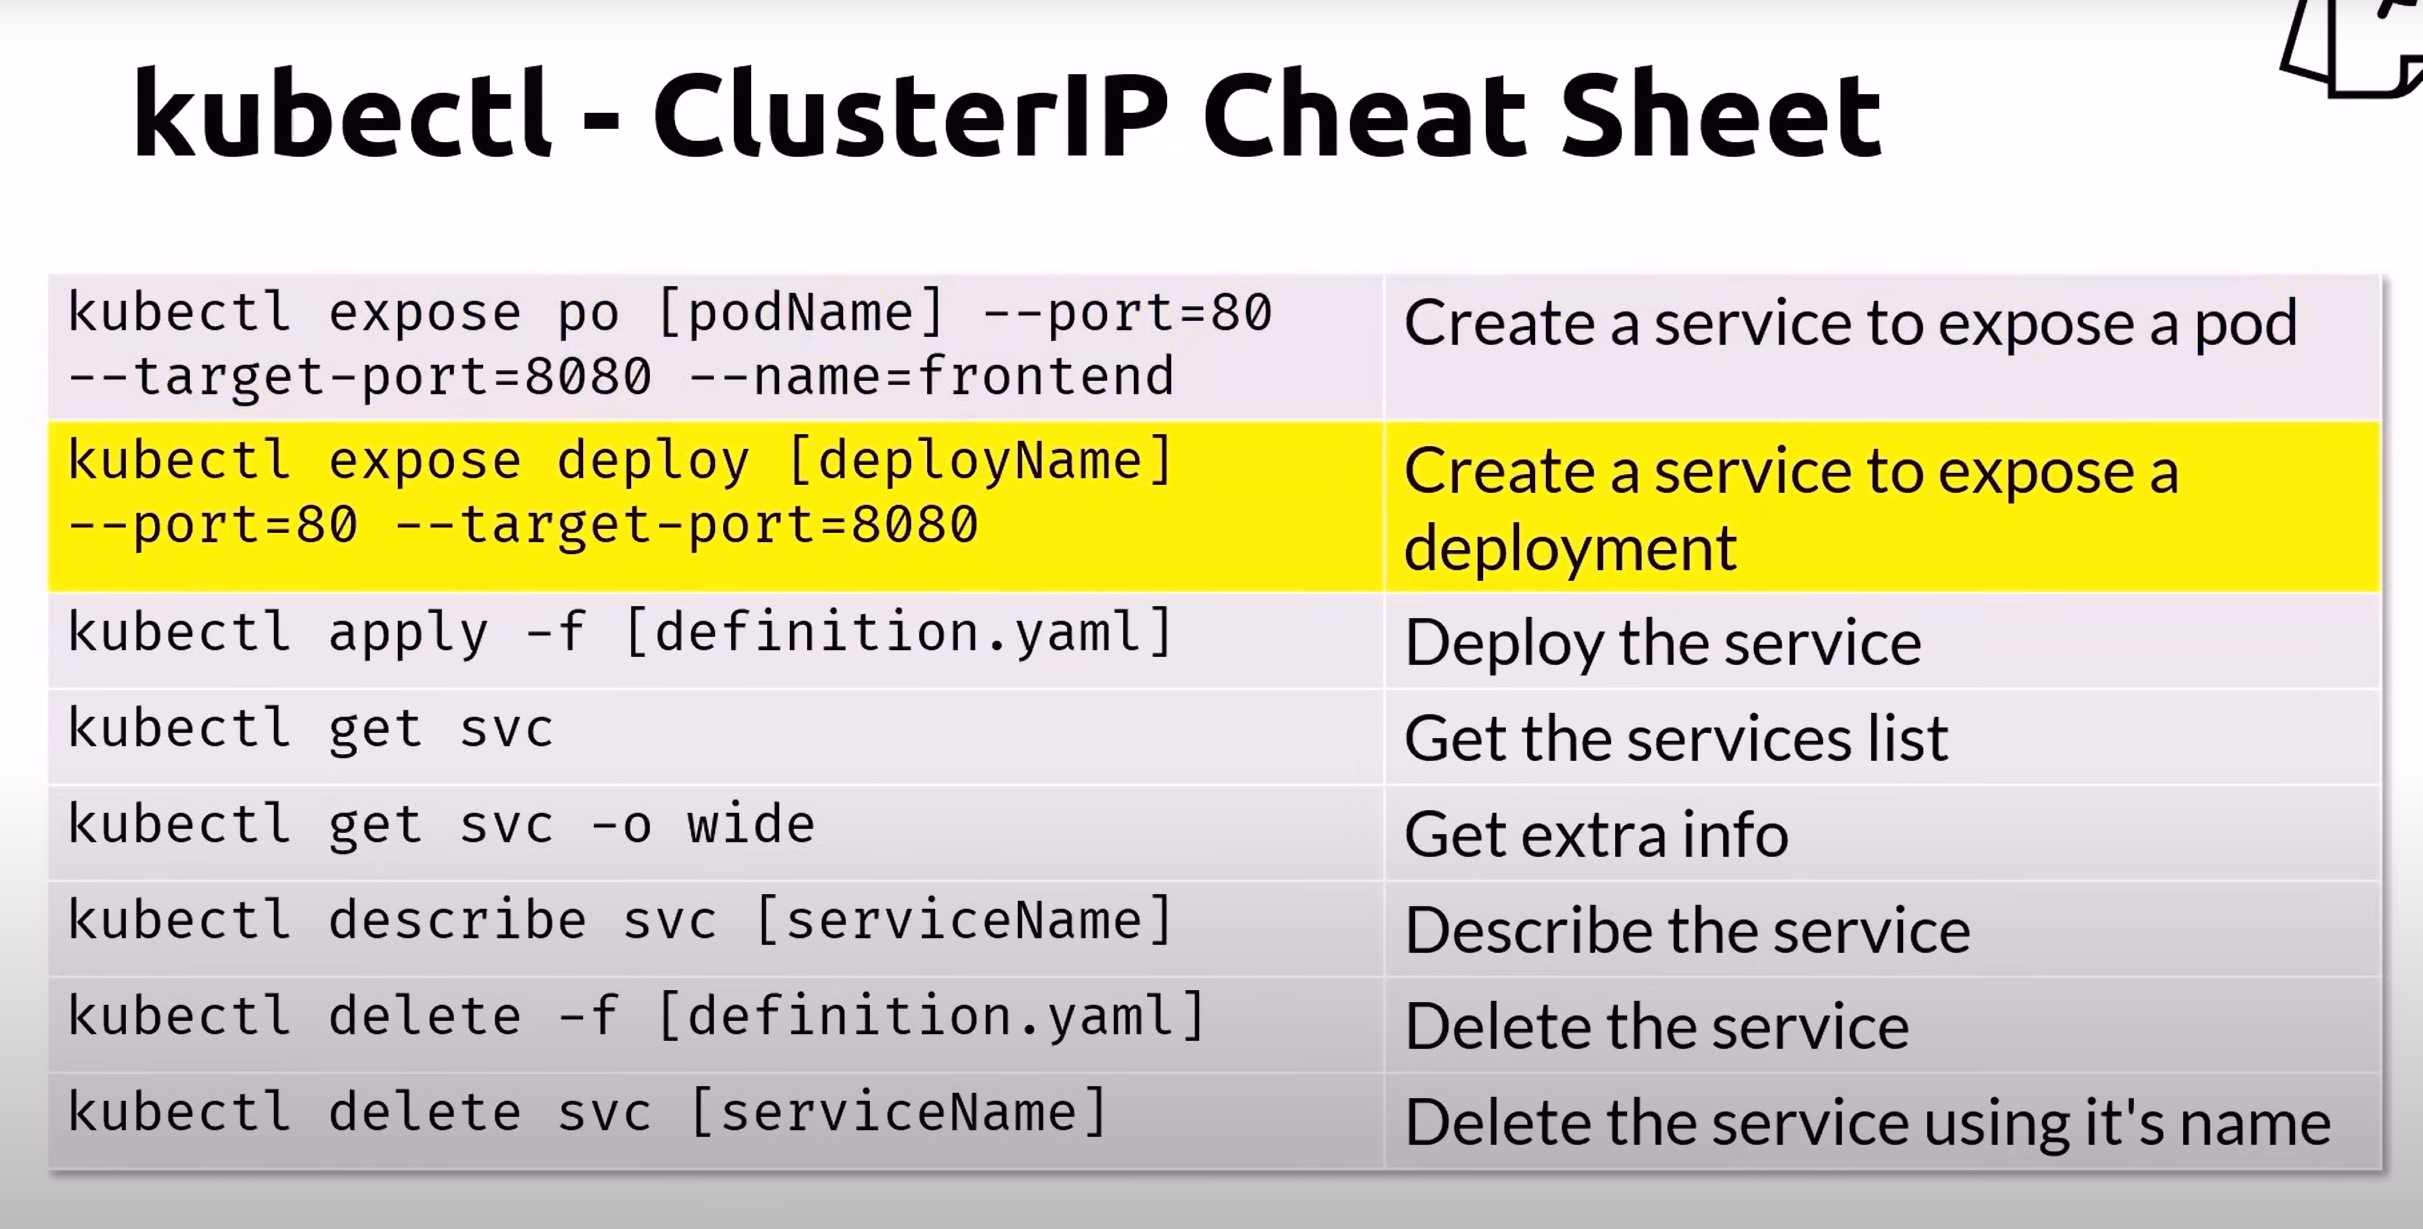 kubectl - ClusterIP Cheat Sheet
kubectl expose po [podName] --port=80
--target-port=8080 --name=frontend
Create a service to expose a pod
kubectl expose deploy [deployName]
--port=80 --target-port=8080
Create a service to expose a
deployment
kubectl apply -f [definition.yaml]
Deploy the service
kubectl get svc
Get the services list
kubectl get svc -o wide
Get extra info
kubectl describe svc [serviceName]
Describe the service
kubectl delete -f [definition.yaml]
Delete the service
kubectl delete svc [serviceName]
Delete the service using it's name